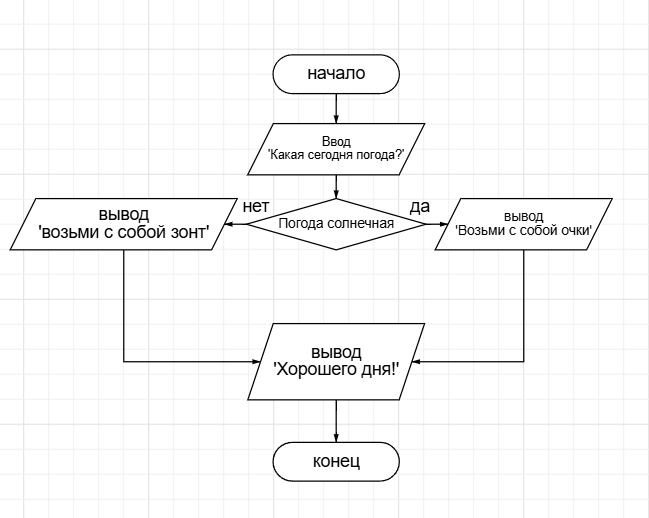 начало
Ввод
'Какая сегодня погода?'
нет
да
вывод
'возьми с собой зонт'
Погода солнечная
вывод
'Возьми с собой очки'
вывод
'Хорошего дня!'
конец